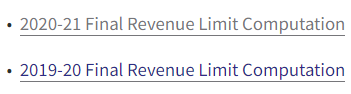 • 2020-21 Final Revenue Limit Computation
• 2019-20 Final Revenue Limit Computation